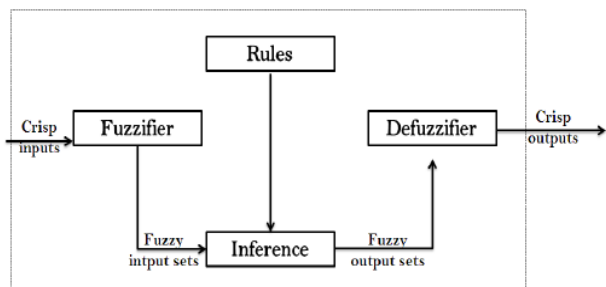 Rules
Crisp
inputs
Fuzzifier
Defuzzifier
Crisp
outputs
Fuzzy
intput sets
Inference
Fuzzy
output sets